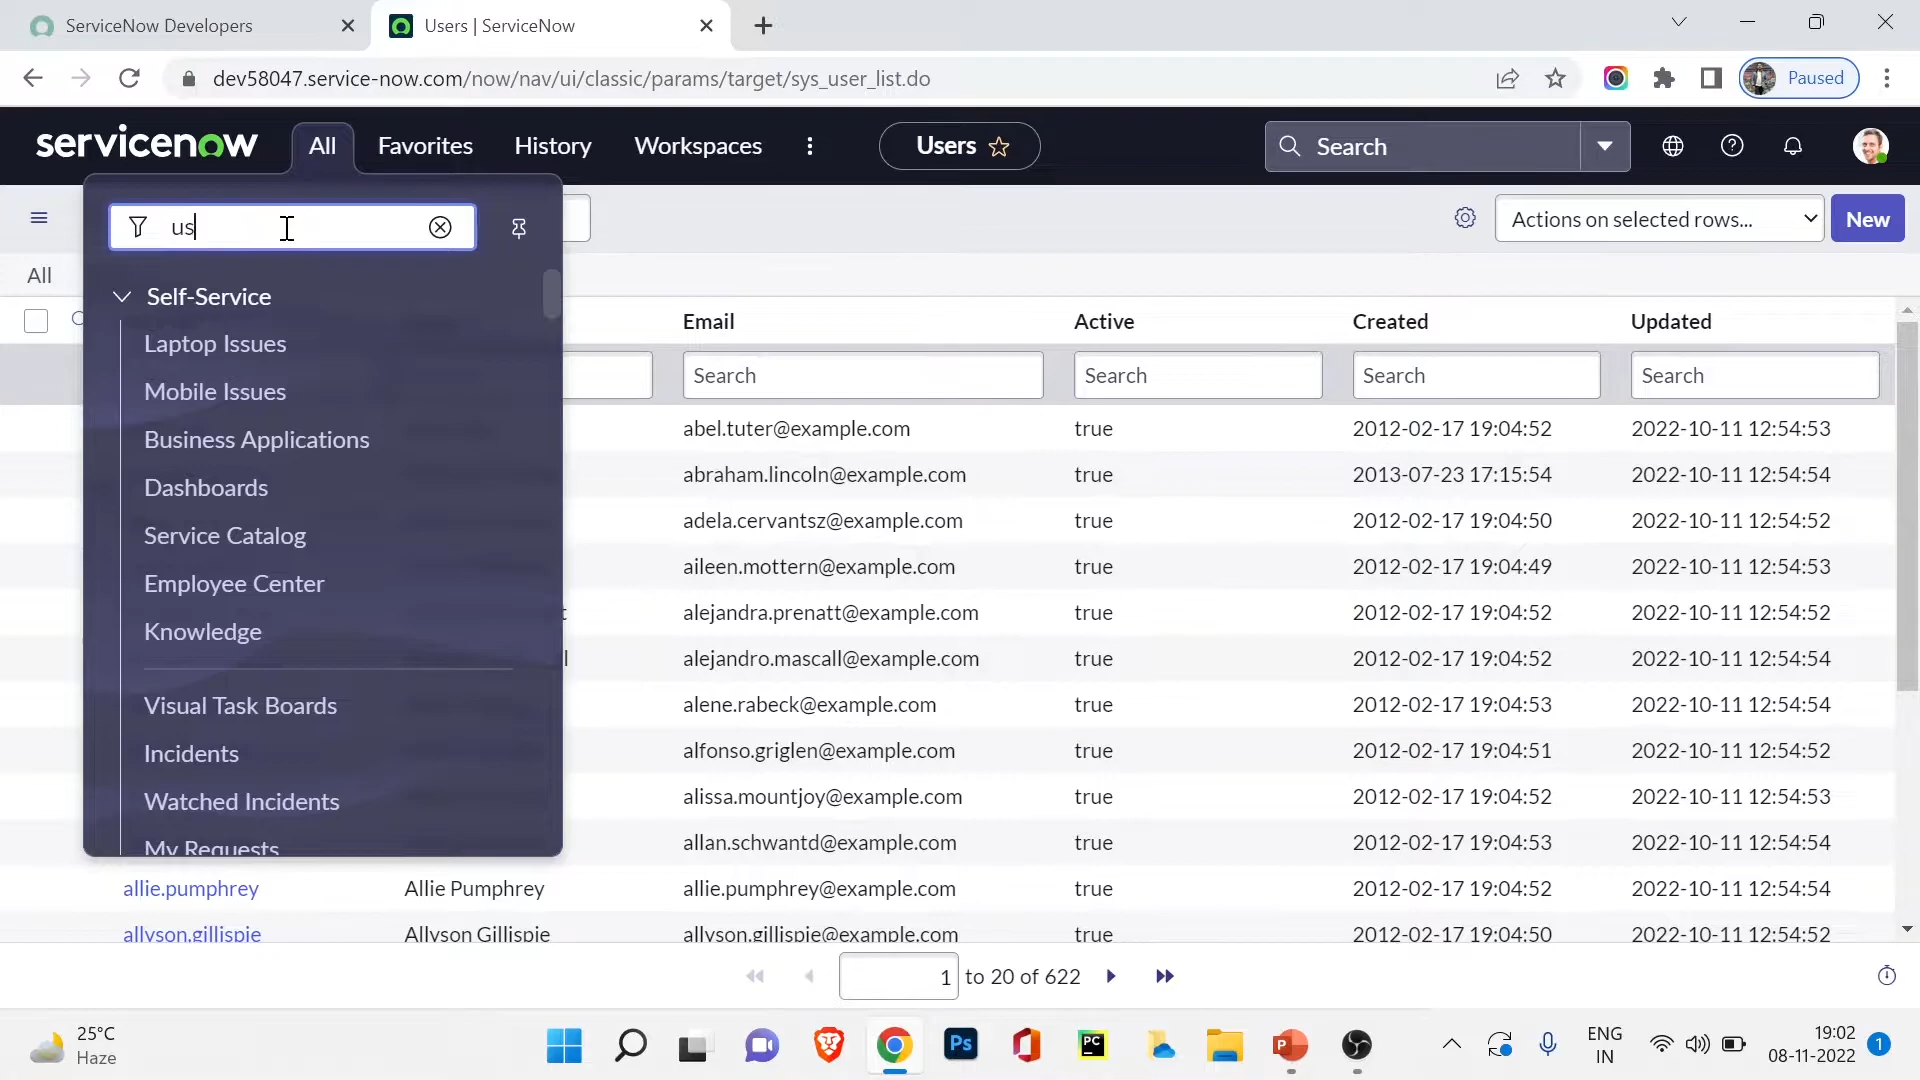 ServiceNow Developers
Users | ServiceNow
dev58047.service-now.com/now/nav/ui/classic/params/target/sys_user_list.do
Paused
servicenow
All
Favorites
History
Workspaces
Users
Search
us
Actions on selected rows...
New
All
Self-Service
Laptop Issues
Mobile Issues
Business Applications
Dashboards
Service Catalog
Employee Center
Knowledge
Visual Task Boards
Incidents
Watched Incidents
My Requests
Email Active Created Updated
Search Search Search Search
abel.tuter@example.com true 2012-02-17 19:04:52 2022-10-11 12:54:53
abraham.lincoln@example.com true 2013-07-23 17:15:54 2022-10-11 12:54:54
adela.cervantsz@example.com true 2012-02-17 19:04:50 2022-10-11 12:54:52
aileen.mottern@example.com true 2012-02-17 19:04:49 2022-10-11 12:54:53
alejandra.prenatt@example.com true 2012-02-17 19:04:52 2022-10-11 12:54:52
alejandro.mascall@example.com true 2012-02-17 19:04:52 2022-10-11 12:54:54
alene.rabeck@example.com true 2012-02-17 19:04:53 2022-10-11 12:54:54
alfonso.griglen@example.com true 2012-02-17 19:04:51 2022-10-11 12:54:52
alissa.mountjoy@example.com true 2012-02-17 19:04:52 2022-10-11 12:54:53
allan.schwantd@example.com true 2012-02-17 19:04:53 2022-10-11 12:54:52
allie.pumphrey Allie Pumphrey allie.pumphrey@example.com true 2012-02-17 19:04:52 2022-10-11 12:54:54
allyson.gillispie Allyson Gillispie allyson.gillispie@example.com true 2012-02-17 19:04:50 2022-10-11 12:54:52
1 to 20 of 622
25°C
Haze
Ps
PC
P
ENG
IN
19:02
08-11-2022
1